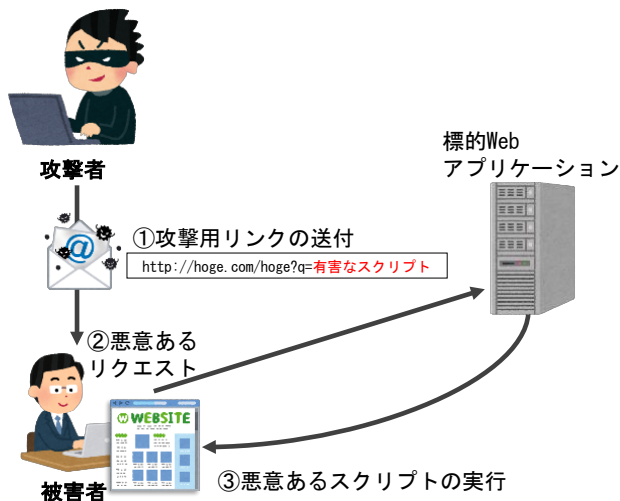 攻撃者
標的Web
アプリケーション
①攻撃用リンクの送付
http://hoge.com/hoge?q=有害なスクリプト
②悪意ある
リクエスト
WEBSITE
被害者
③悪意あるスクリプトの実行